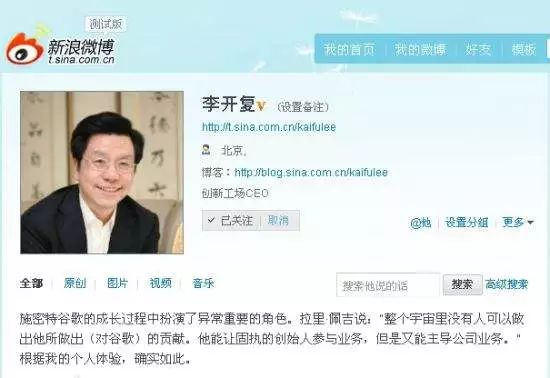 测试版
新浪微博
t.sina.com.cn
我的首页 我的微博 好友 模板
李开复 (设置备注)
http://t.sina.com.cn/kaifulee
北京,
博客：http://blog.sina.com.cn/kaifulee
创新工场CEO
已关注 | 取消
@他 设置分组 更多
全部 | 原创 | 图片 | 视频 | 音乐
搜索他说的话 搜索 高级搜索
施密特谷歌的成长过程中扮演了异常重要的角色。拉里 佩吉说："整个宇宙里没有人可以做
出他所做出（对谷歌）的贡献。他能让固执的创始人参与业务，但是又能主导公司业务。"
根据我的个人体验，确实如此。